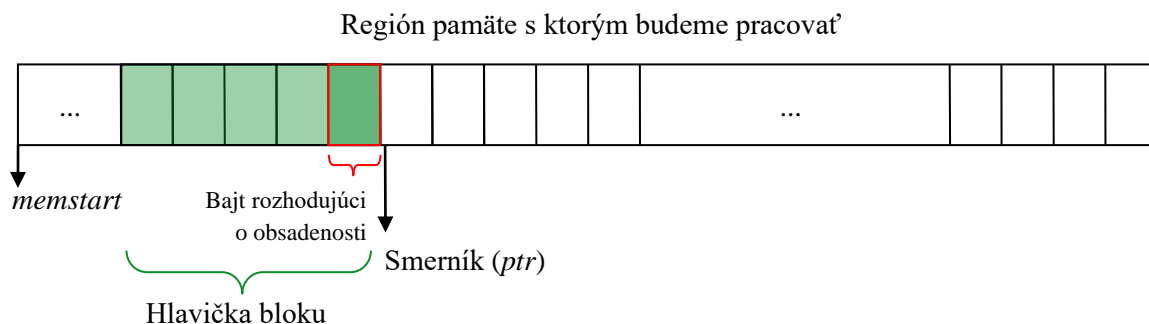 Región pamäte s ktorým budeme pracovať
...
...
memstart
Bajt rozhodujúci
o obsadenosti
Smerník (ptr)
Hlavička bloku